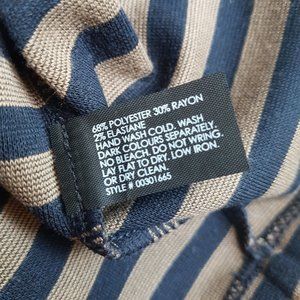 68% POLYESTER 30% RAYON
2% ELASTANE
HAND WASH COLD. WASH
DARK COLOURS SEPARATELY.
NO BLEACH. DO NOT WRING.
LAY FLAT TO DRY. LOW IRON.
OR DRY CLEAN.
STYLE # 00301665